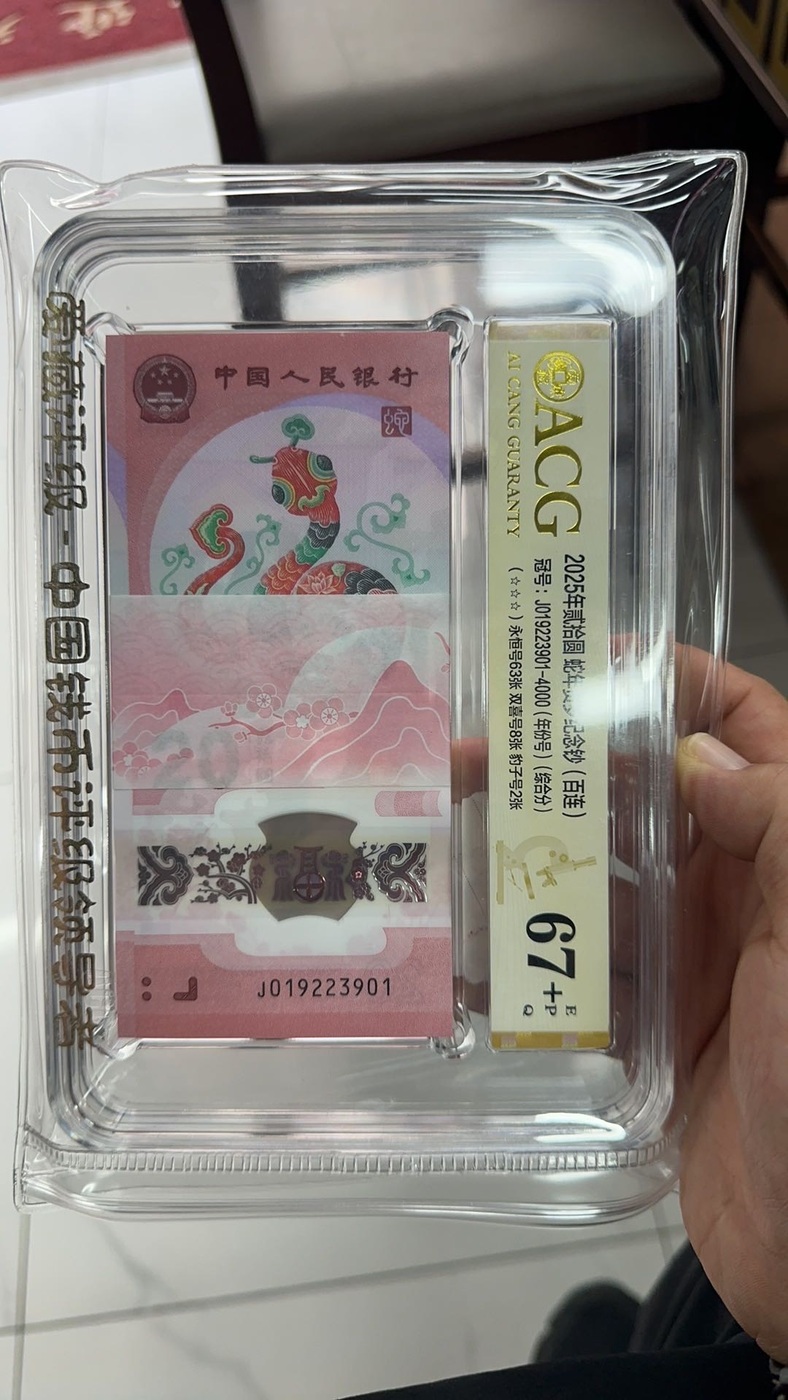 爱藏评级-中国钱币评级领导者
中国人民银行
20
J019223901
ACG
AI CANG GUARANTY
2025年贰拾圆 蛇年贺岁纪念钞（百连）
冠号：J019223901-4000（年份号）（综合分）
（☆☆☆）永恒号63张 双喜号8张 豹子号2张
67+
E
P
Q